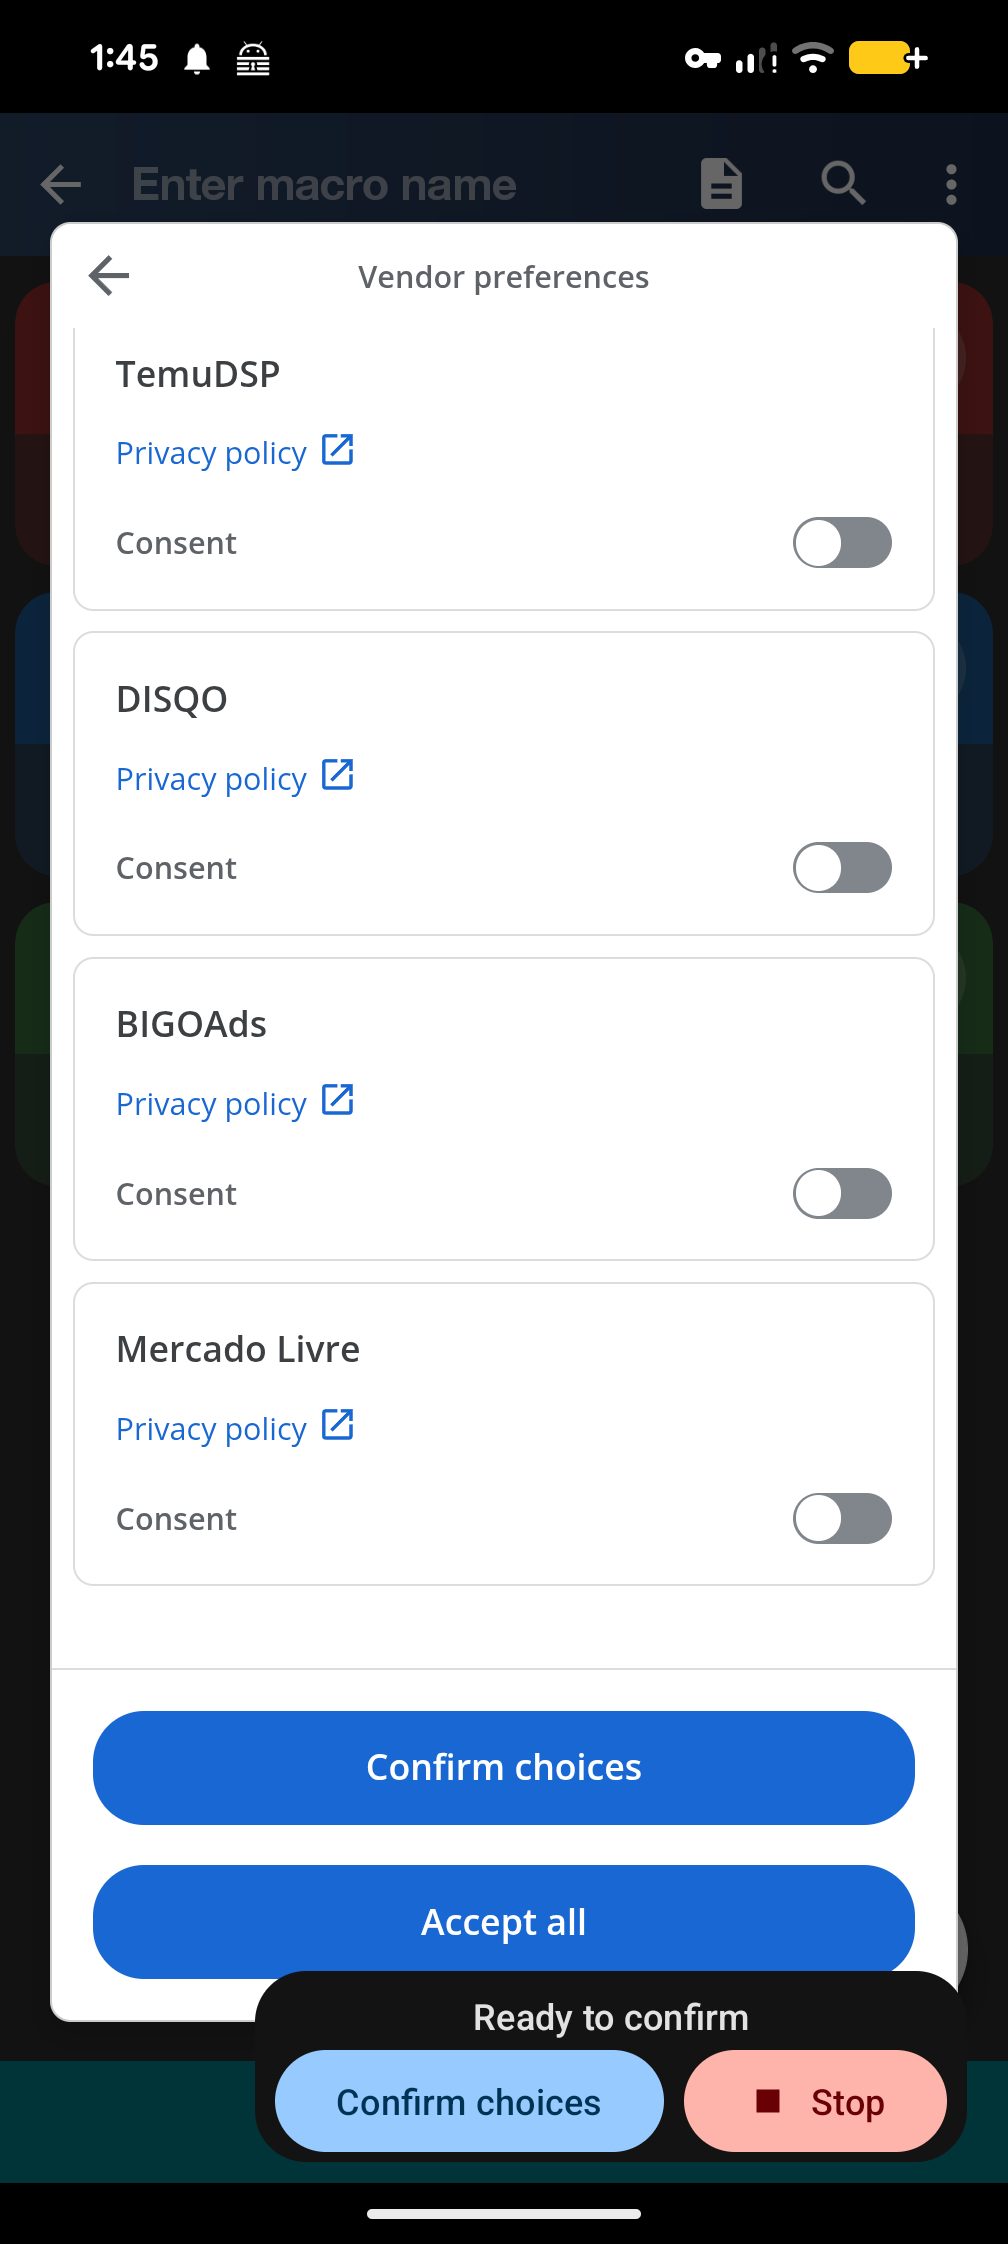 1:45
Enter macro name
Vendor preferences
TemuDSP
Privacy policy
Consent
DISQO
Privacy policy
Consent
BIGOAds
Privacy policy
Consent
Mercado Livre
Privacy policy
Consent
Confirm choices
Accept all
Ready to confirm
Confirm choices
Stop